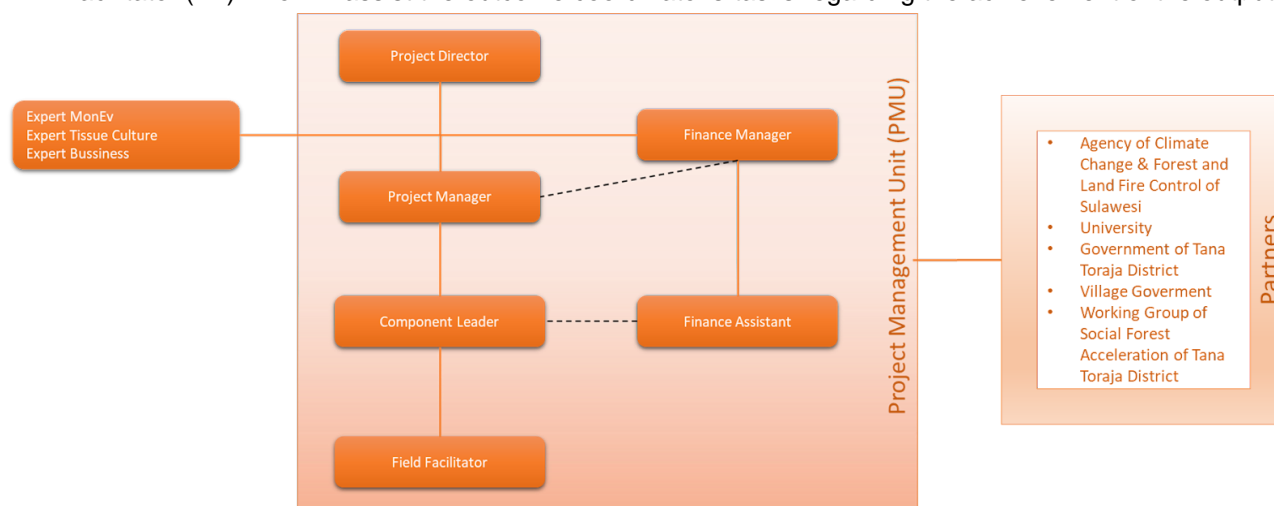 Project Director
Expert MonEv
Expert Tissue Culture
Expert Bussiness
Finance Manager
Project Manager
Component Leader
Finance Assistant
Field Facilitator
Project Management Unit (PMU)
• Agency of Climate
Change & Forest and
Land Fire Control of
Sulawesi
• University
• Government of Tana
Toraja District
• Village Goverment
• Working Group of
Social Forest
Acceleration of Tana
Toraja District
Partners